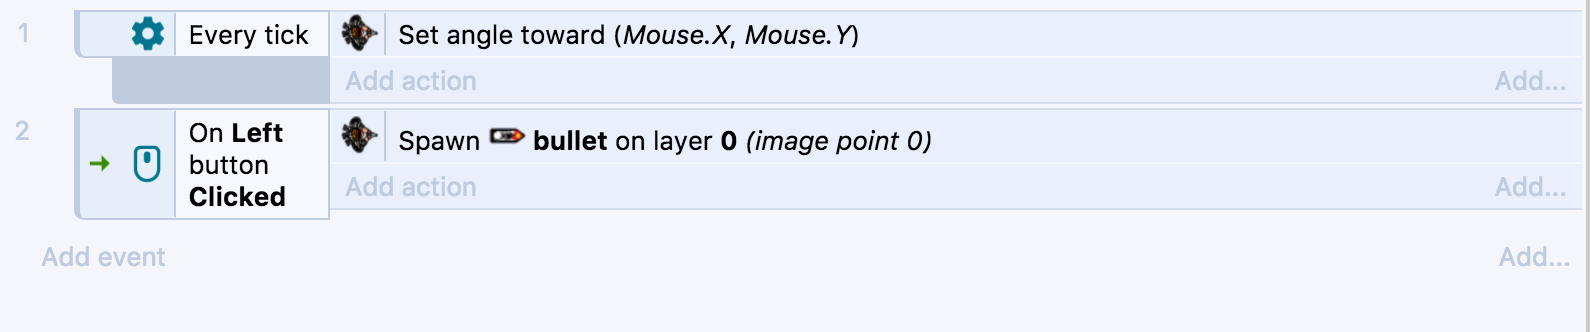 1 Every tick Set angle toward (Mouse.X, Mouse.Y)
Add action Add...
2 On Left button Clicked Spawn bullet on layer 0 (image point 0)
Add action Add...
Add event Add...